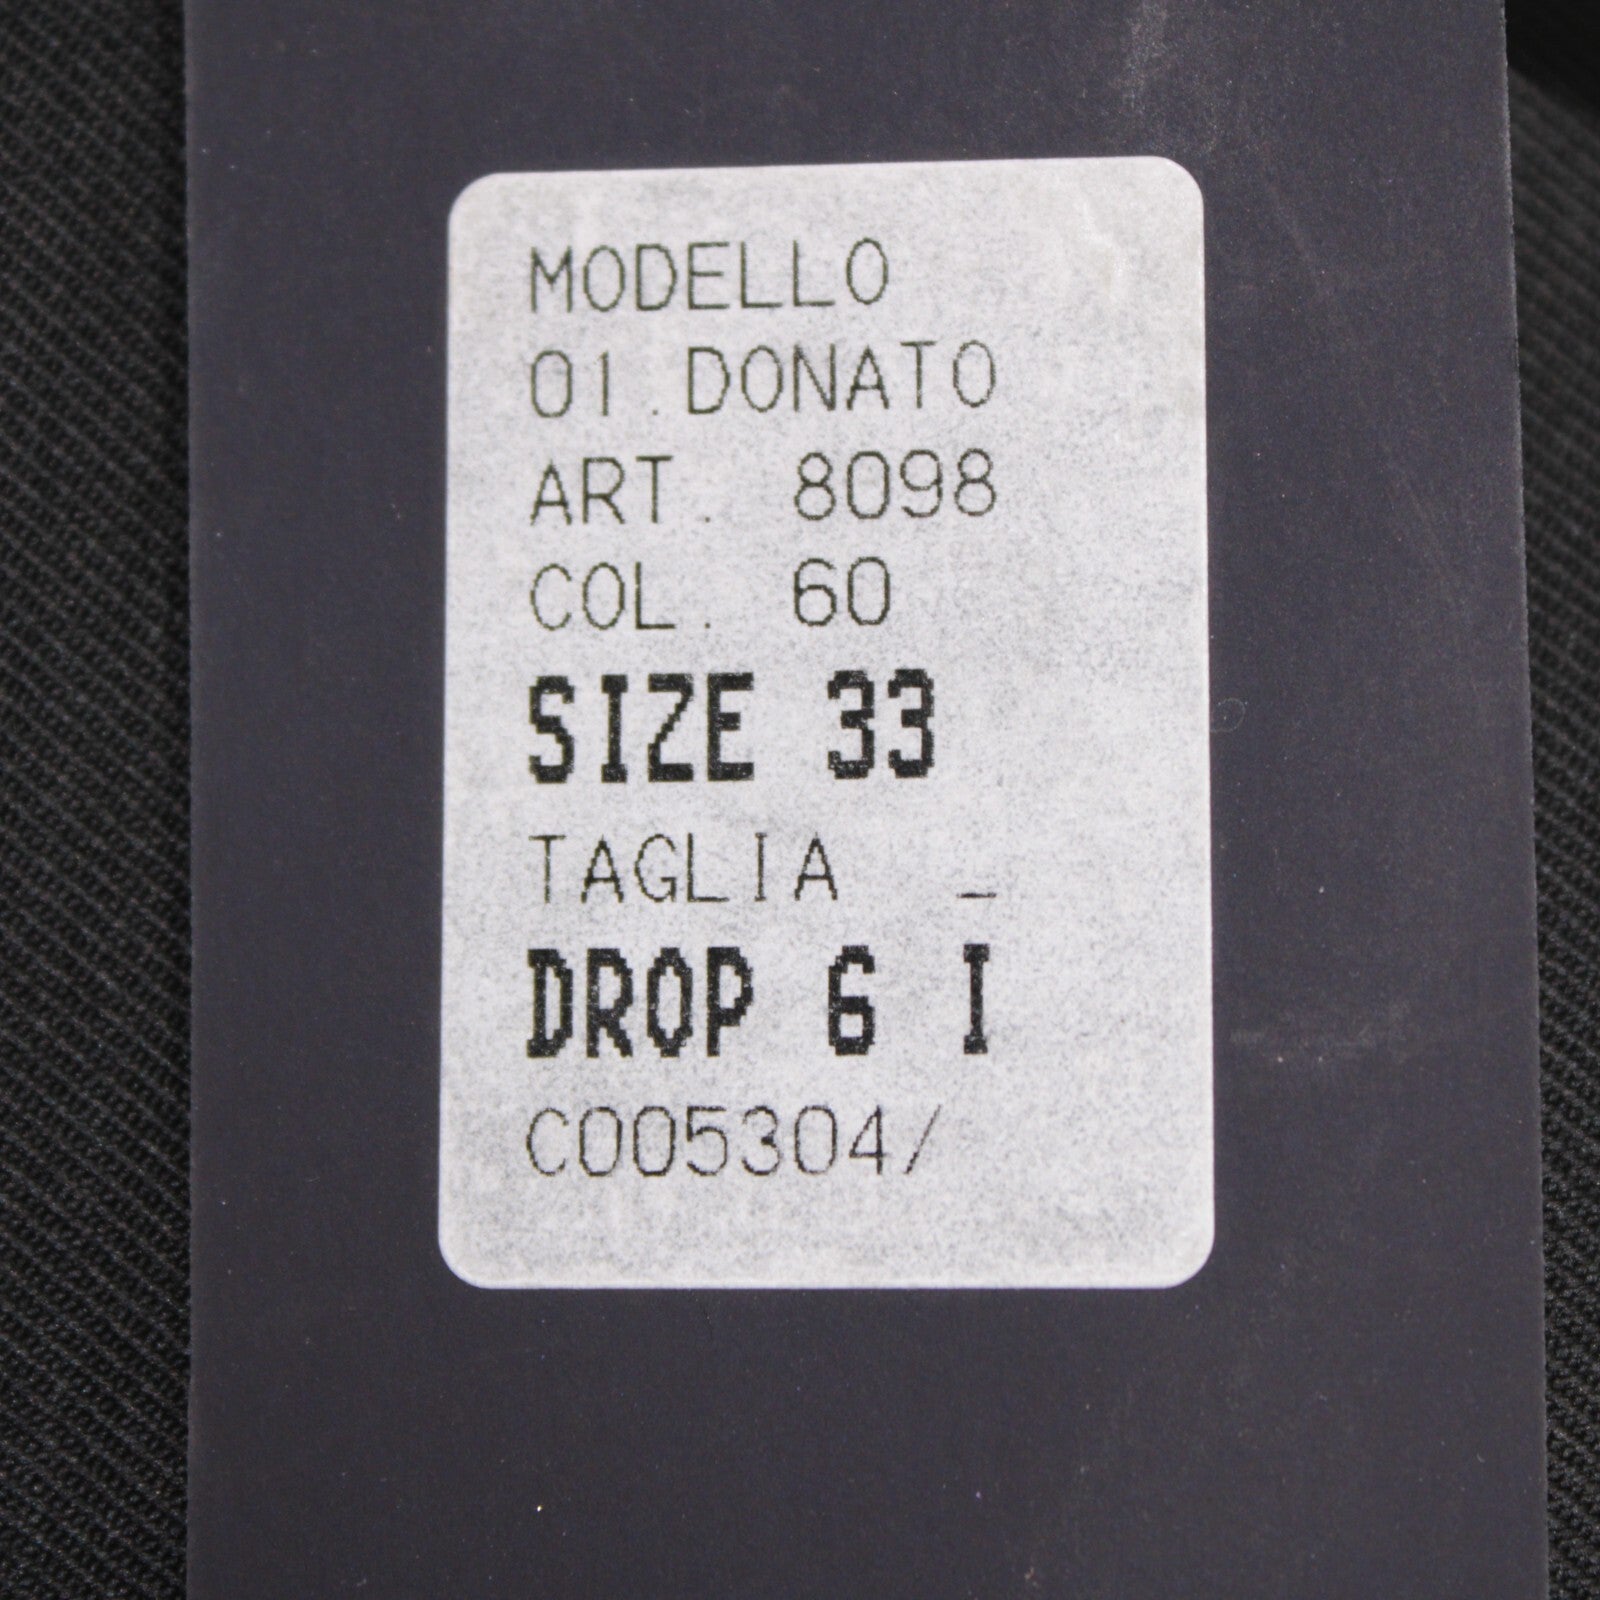 MODELLO
01.DONATO
ART. 8098
COL. 60
SIZE 33
TAGLIA _
DROP 6 I
C005304/